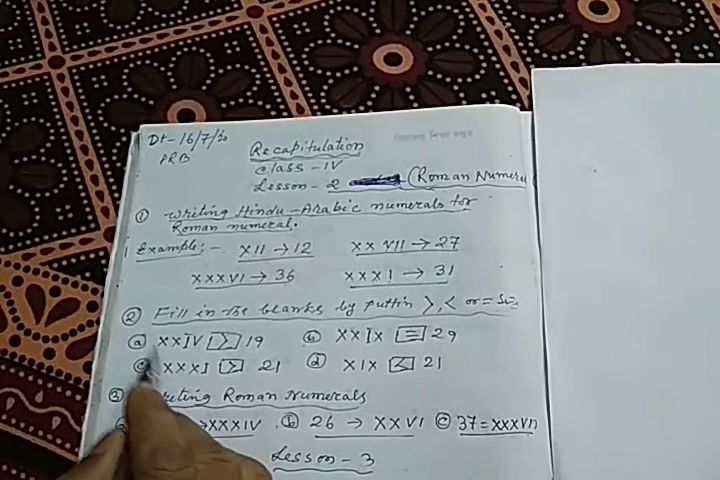 Dt - 16/7/20
PRB
Recapitulation
Class - IV
Lesson - 2 (Roman Numera
① Writing Hindu-Arabic numerals for
Roman numeral.
Example:- XII → 12 XXVII → 27
XXXVI → 36 XXXI → 31
② Fill in the blanks by puttin >, < or =
ⓐ XXIV > 19 ⓑ XXIX = 29
ⓒ XXXI > 21 ⓓ XIX < 21
③ Writing Roman Numerals
→ XXXIV ⓑ 26 → XXVI ⓒ 37 = XXXVII
Lesson - 3